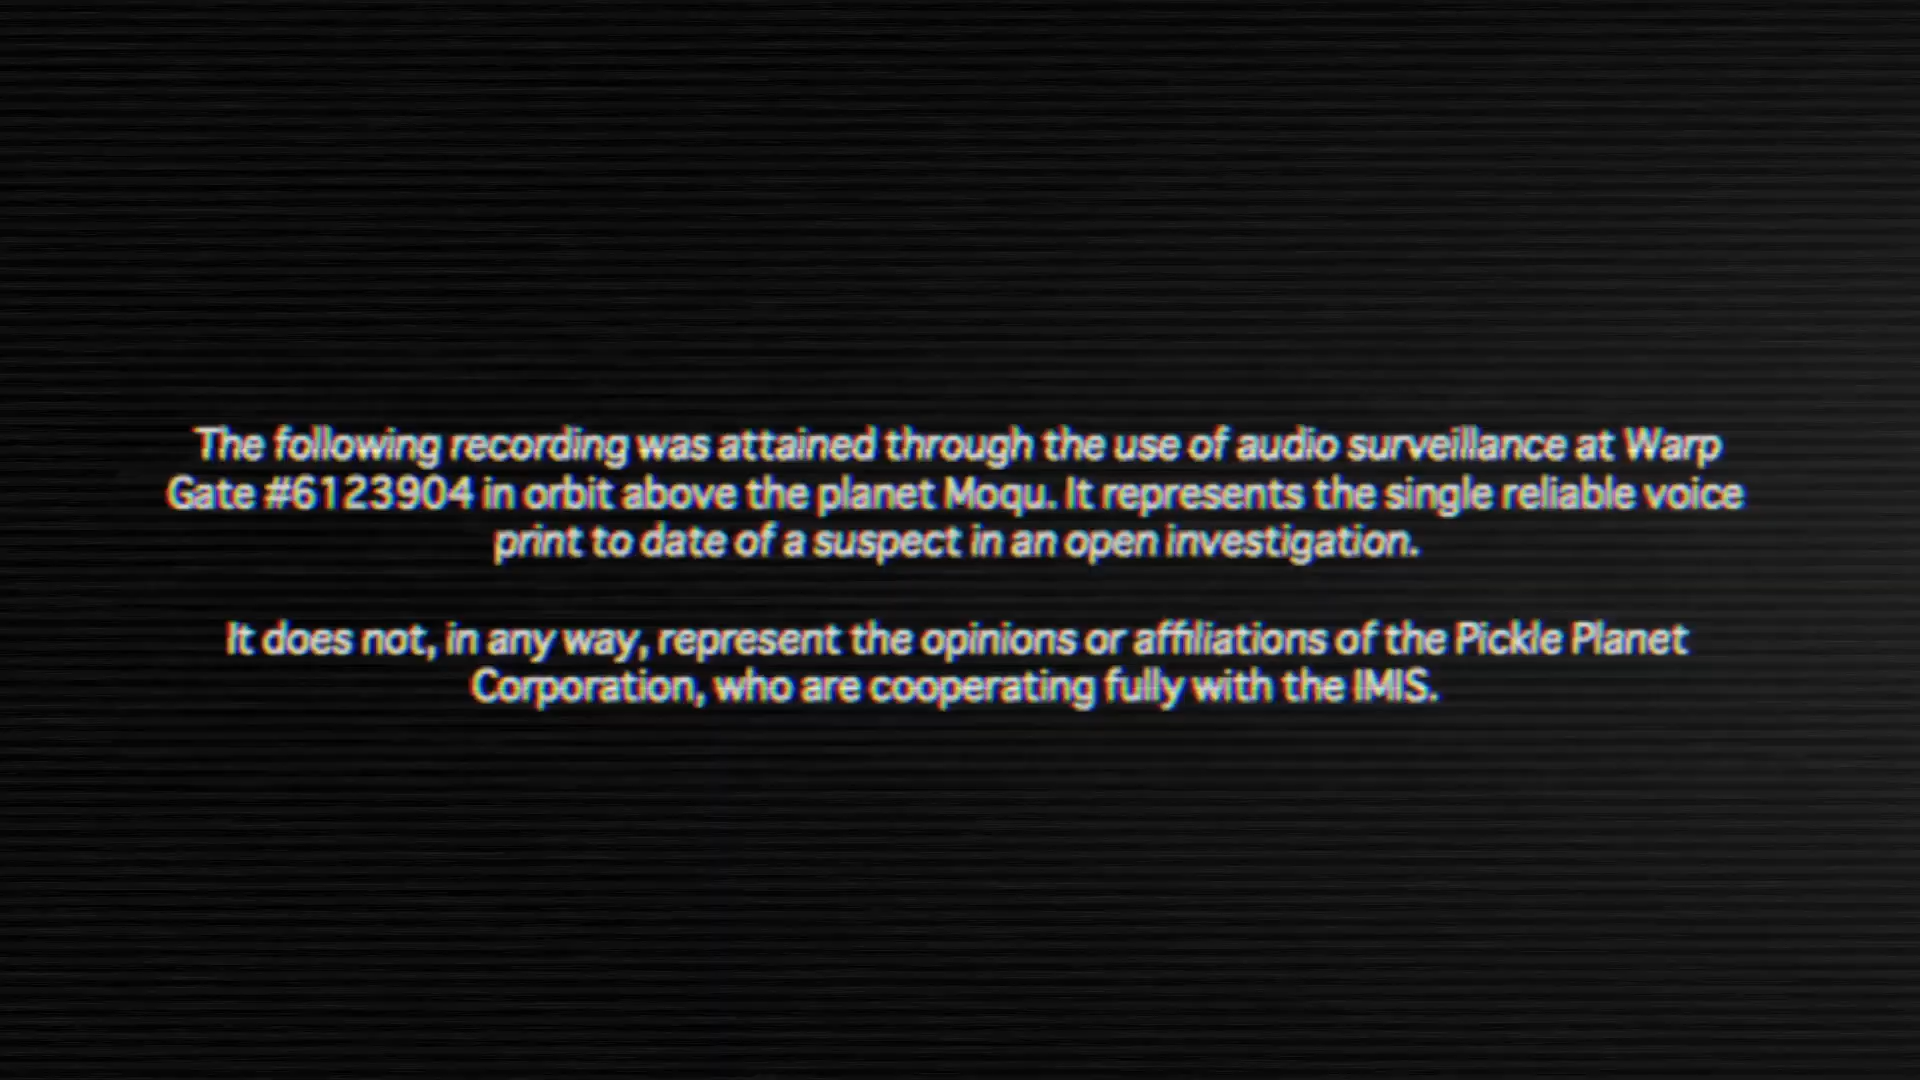 The following recording was attained through the use of audio surveillance at Warp
Gate #6123904 in orbit above the planet Moqu. It represents the single reliable voice
print to date of a suspect in an open investigation.
It does not, in any way, represent the opinions or affiliations of the Pickle Planet
Corporation, who are cooperating fully with the IMIS.